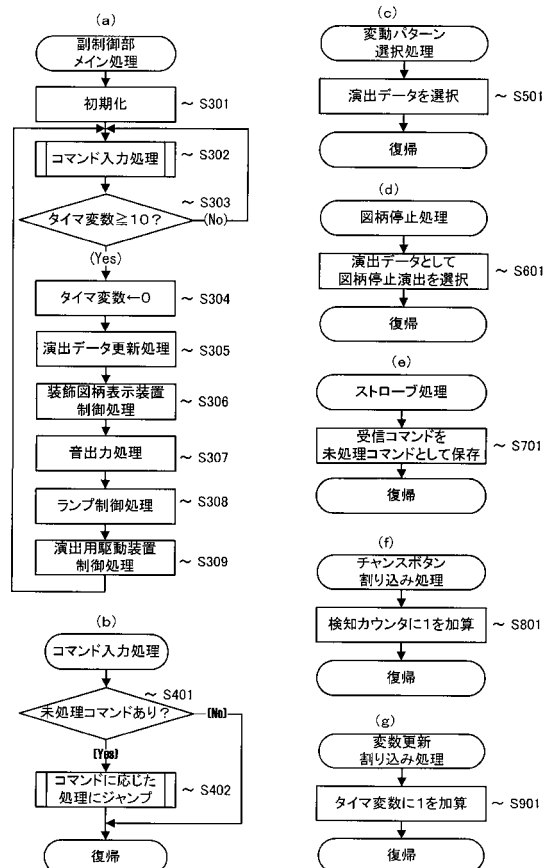 (a)
副制御部
メイン処理
初期化
～ S301
コマンド入力処理
～ S302
～ S303
タイマ変数≧10？
(No)
(Yes)
タイマ変数←0
～ S304
演出データ更新処理
～ S305
装飾図柄表示装置
制御処理
～ S306
音出力処理
～ S307
ランプ制御処理
～ S308
演出用駆動装置
制御処理
～ S309
(b)
コマンド入力処理
～ S401
未処理コマンドあり？
(No)
(Yes)
コマンドに応じた
処理にジャンプ
～ S402
復帰
(c)
変動パターン
選択処理
演出データを選択
～ S501
復帰
(d)
図柄停止処理
演出データとして
図柄停止演出を選択
～ S601
復帰
(e)
ストローブ処理
受信コマンドを
未処理コマンドとして保存
～ S701
復帰
(f)
チャンスボタン
割り込み処理
検知カウンタに1を加算
～ S801
復帰
(g)
変数更新
割り込み処理
タイマ変数に1を加算
～ S901
復帰